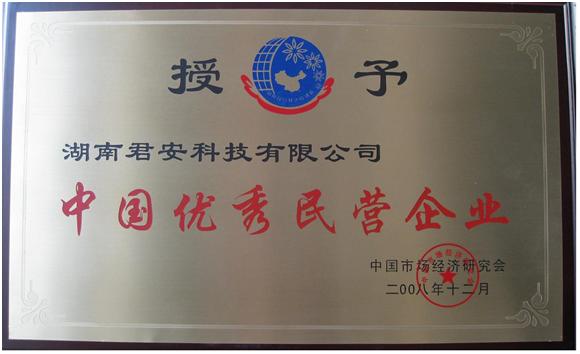 授予
湖南君安科技有限公司
中国优秀民营企业
中国市场经济研究会
二00八年十二月